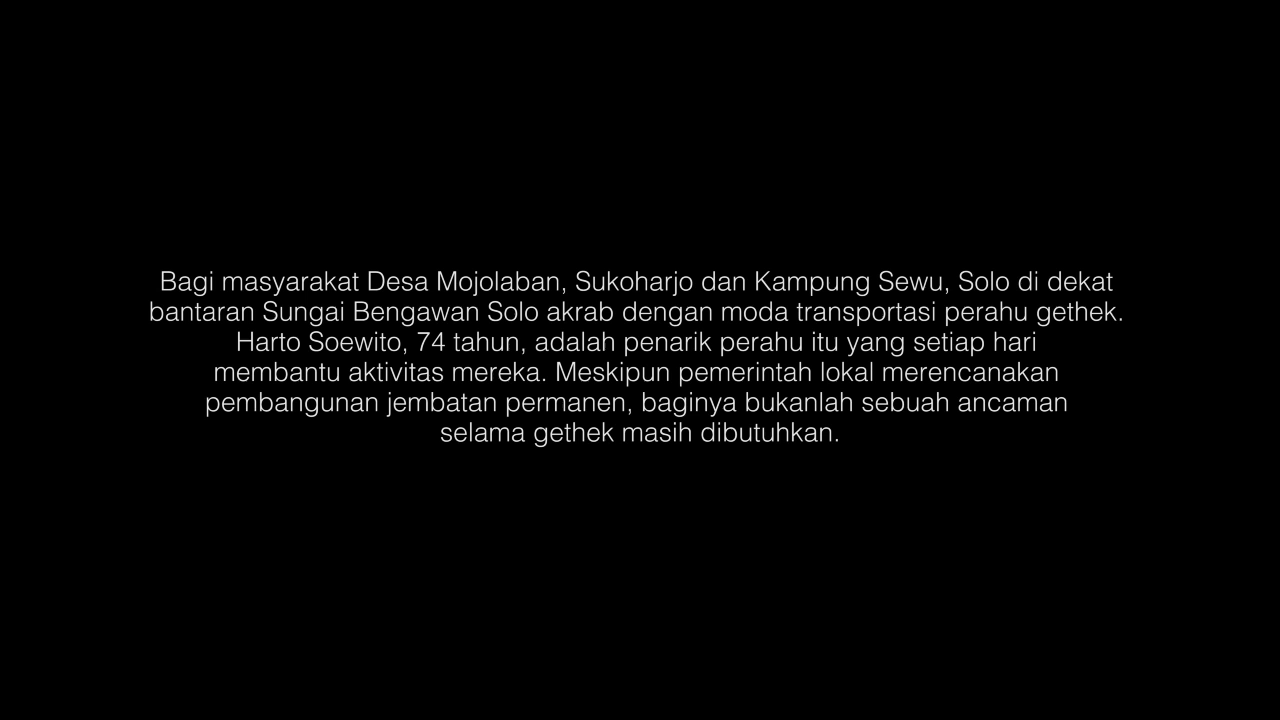 Bagi masyarakat Desa Mojolaban, Sukoharjo dan Kampung Sewu, Solo di dekat
bantaran Sungai Bengawan Solo akrab dengan moda transportasi perahu gethek.
Harto Soewito, 74 tahun, adalah penarik perahu itu yang setiap hari
membantu aktivitas mereka. Meskipun pemerintah lokal merencanakan
pembangunan jembatan permanen, baginya bukanlah sebuah ancaman
selama gethek masih dibutuhkan.